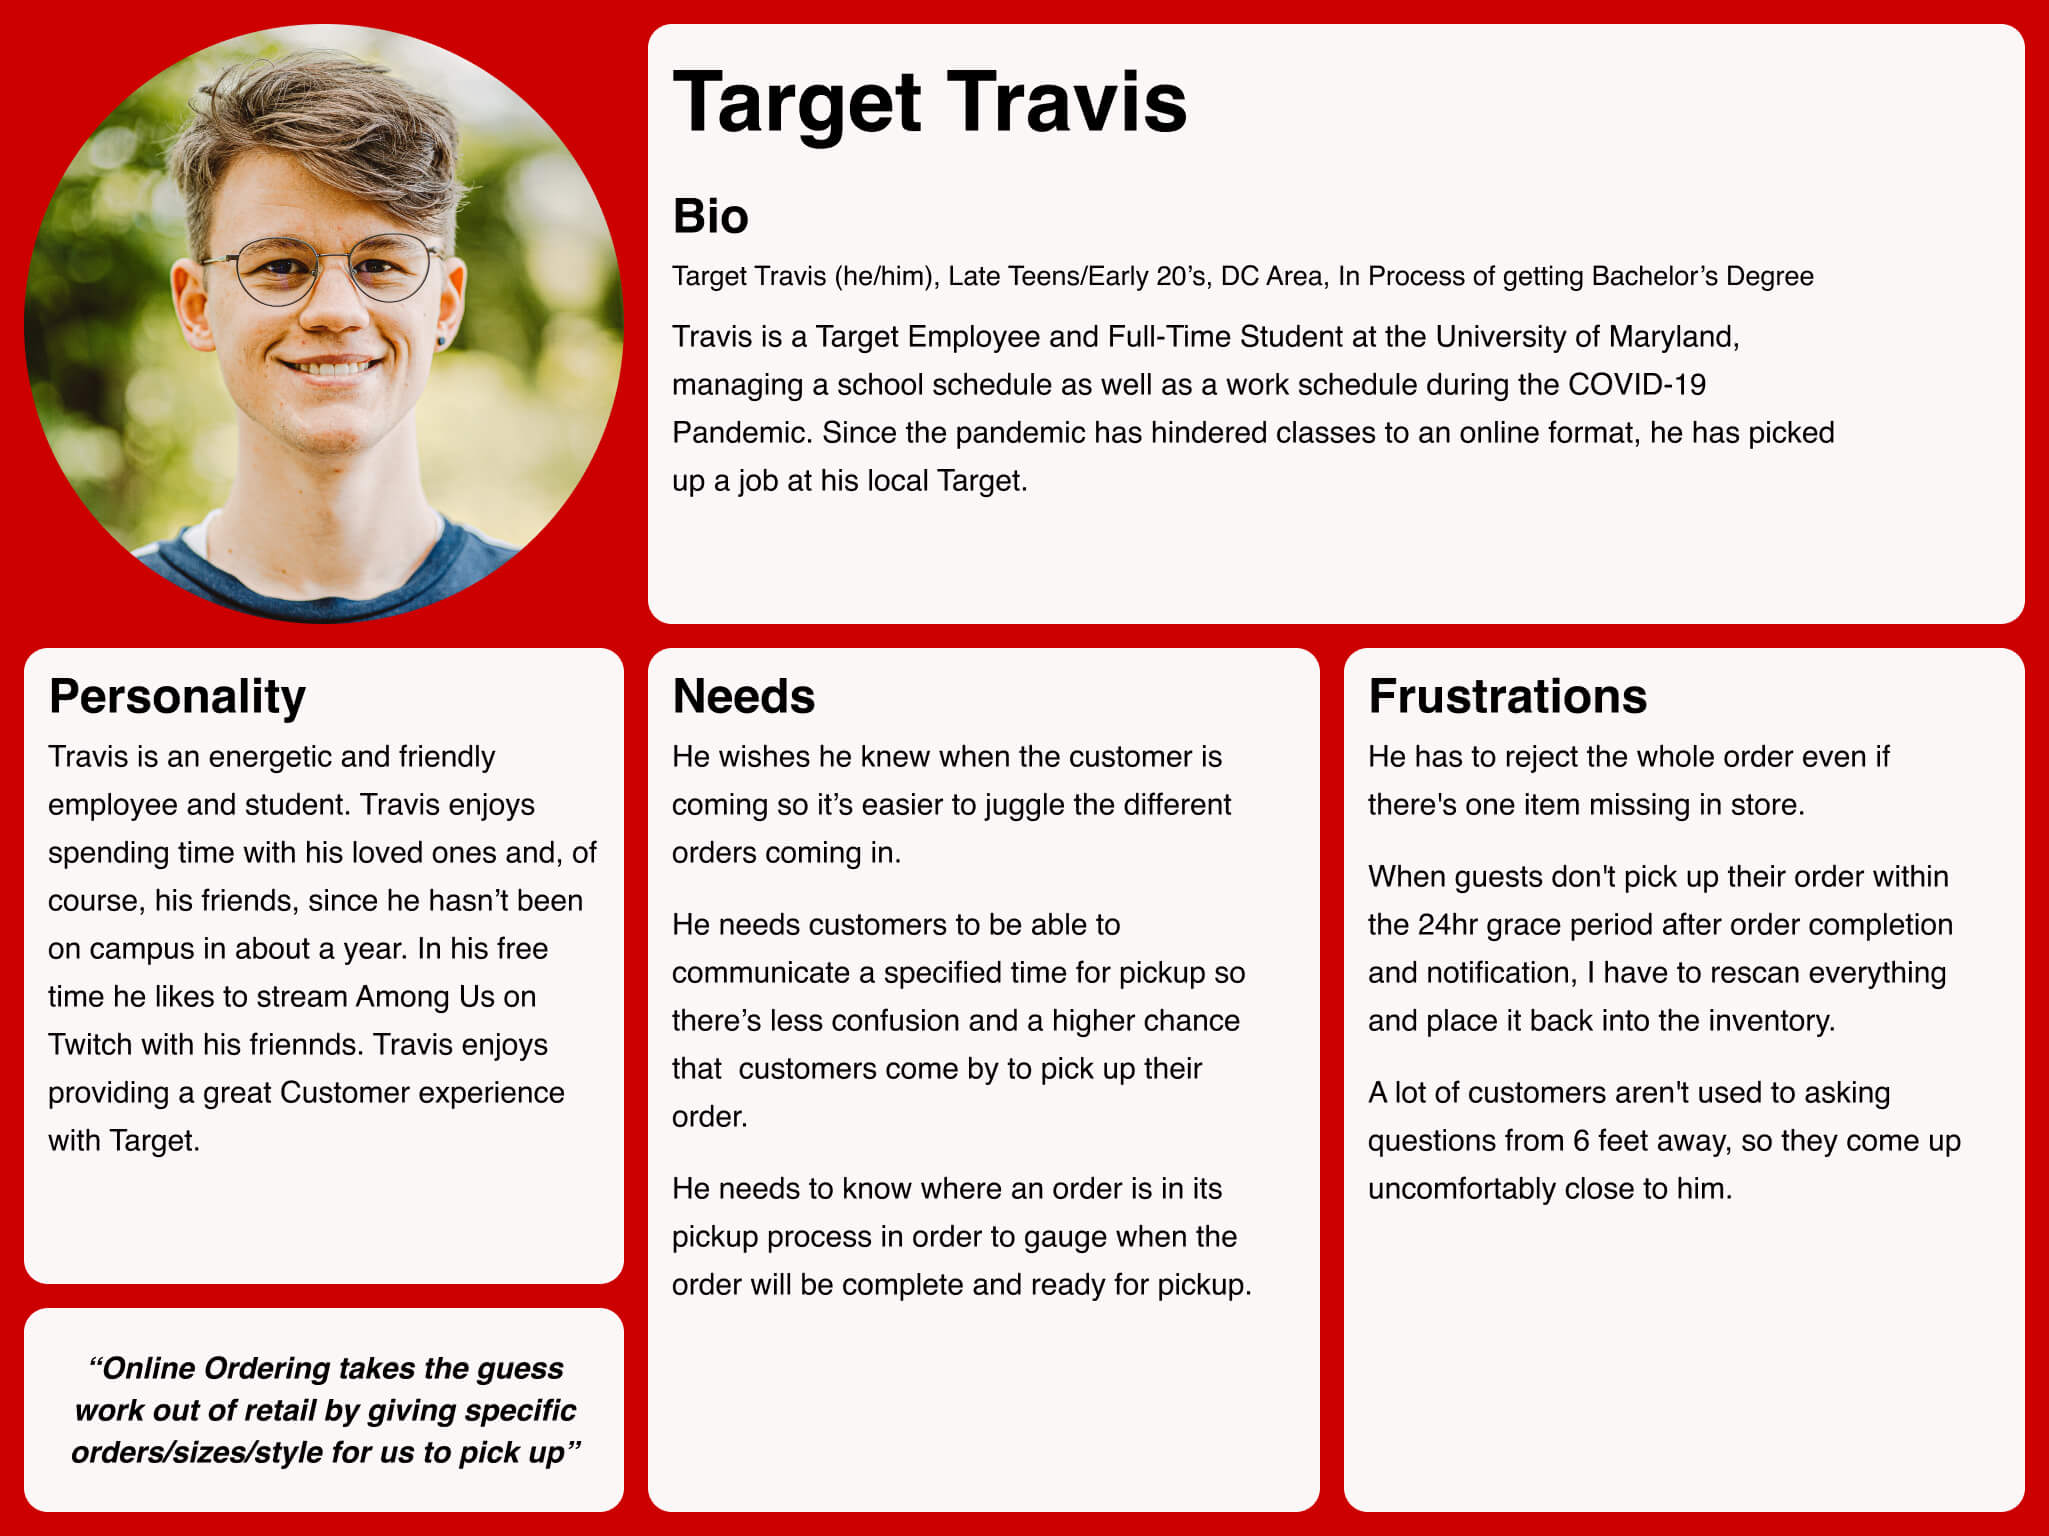 Target Travis
Bio
Target Travis (he/him), Late Teens/Early 20’s, DC Area, In Process of getting Bachelor’s Degree
Travis is a Target Employee and Full-Time Student at the University of Maryland,
managing a school schedule as well as a work schedule during the COVID-19
Pandemic. Since the pandemic has hindered classes to an online format, he has picked
up a job at his local Target.
Personality
Travis is an energetic and friendly
employee and student. Travis enjoys
spending time with his loved ones and, of
course, his friends, since he hasn’t been
on campus in about a year. In his free
time he likes to stream Among Us on
Twitch with his friennds. Travis enjoys
providing a great Customer experience
with Target.
“Online Ordering takes the guess
work out of retail by giving specific
orders/sizes/style for us to pick up”
Needs
He wishes he knew when the customer is
coming so it’s easier to juggle the different
orders coming in.
He needs customers to be able to
communicate a specified time for pickup so
there’s less confusion and a higher chance
that  customers come by to pick up their
order.
He needs to know where an order is in its
pickup process in order to gauge when the
order will be complete and ready for pickup.
Frustrations
He has to reject the whole order even if
there's one item missing in store.
When guests don't pick up their order within
the 24hr grace period after order completion
and notification, I have to rescan everything
and place it back into the inventory.
A lot of customers aren't used to asking
questions from 6 feet away, so they come up
uncomfortably close to him.